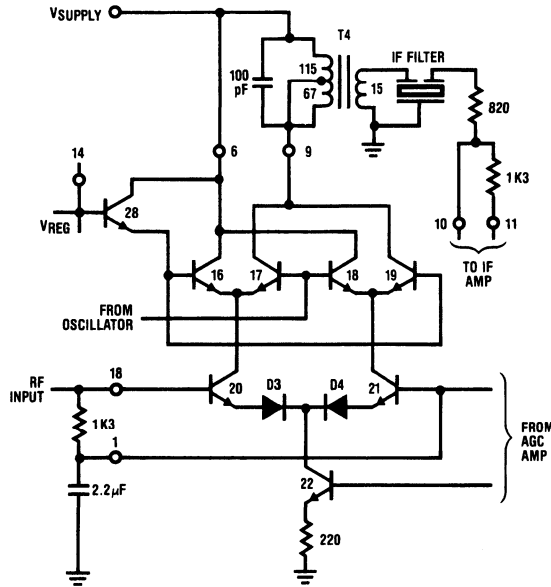 VSUPPLY
T4
IF FILTER
100 pF
115
67
15
820
14
6
9
1K3
VREG
28
10
11
TO IF AMP
16
17
18
19
FROM OSCILLATOR
RF INPUT
18
20
D3
D4
21
1K3
1
FROM AGC AMP
2.2µF
22
220